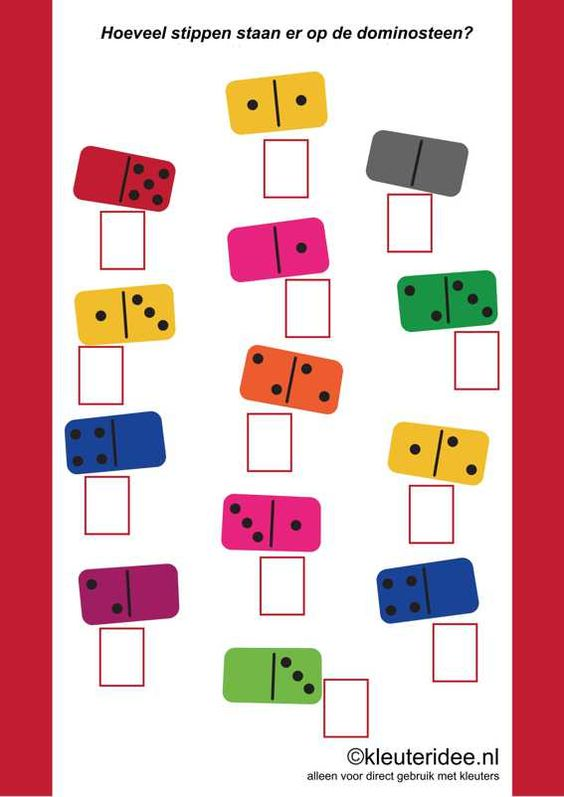 Hoeveel stippen staan er op de dominosteen?
©kleuteridee.nl
alleen voor direct gebruik met kleuters